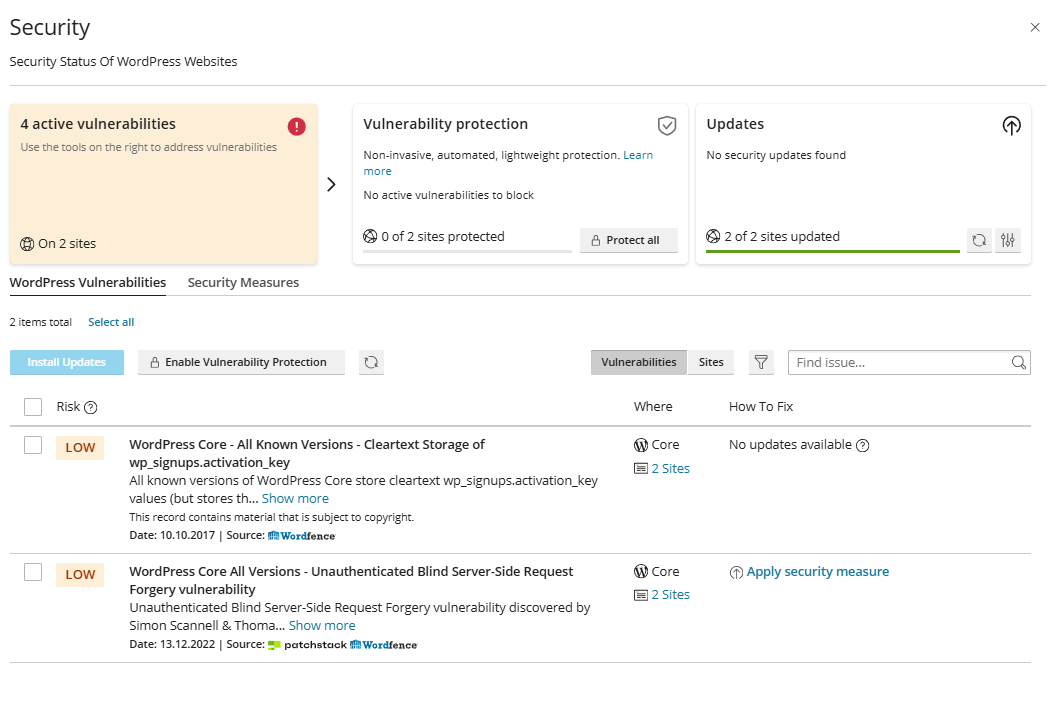 Security
Security Status Of WordPress Websites
4 active vulnerabilities
Use the tools on the right to address vulnerabilities
On 2 sites
Vulnerability protection
Non-invasive, automated, lightweight protection. Learn
more
No active vulnerabilities to block
0 of 2 sites protected
Protect all
Updates
No security updates found
2 of 2 sites updated
WordPress Vulnerabilities
Security Measures
2 items total
Select all
Install Updates
Enable Vulnerability Protection
Vulnerabilities
Sites
Find issue...
Risk
Where
How To Fix
LOW
WordPress Core - All Known Versions - Cleartext Storage of
wp_signups.activation_key
All known versions of WordPress Core store cleartext wp_signups.activation_key
values (but stores th... Show more
This record contains material that is subject to copyright.
Date: 10.10.2017 | Source: Wordfence
Core
2 Sites
No updates available
LOW
WordPress Core All Versions - Unauthenticated Blind Server-Side Request
Forgery vulnerability
Unauthenticated Blind Server-Side Request Forgery vulnerability discovered by
Simon Scannell & Thoma... Show more
Date: 13.12.2022 | Source: patchstack Wordfence
Core
2 Sites
Apply security measure